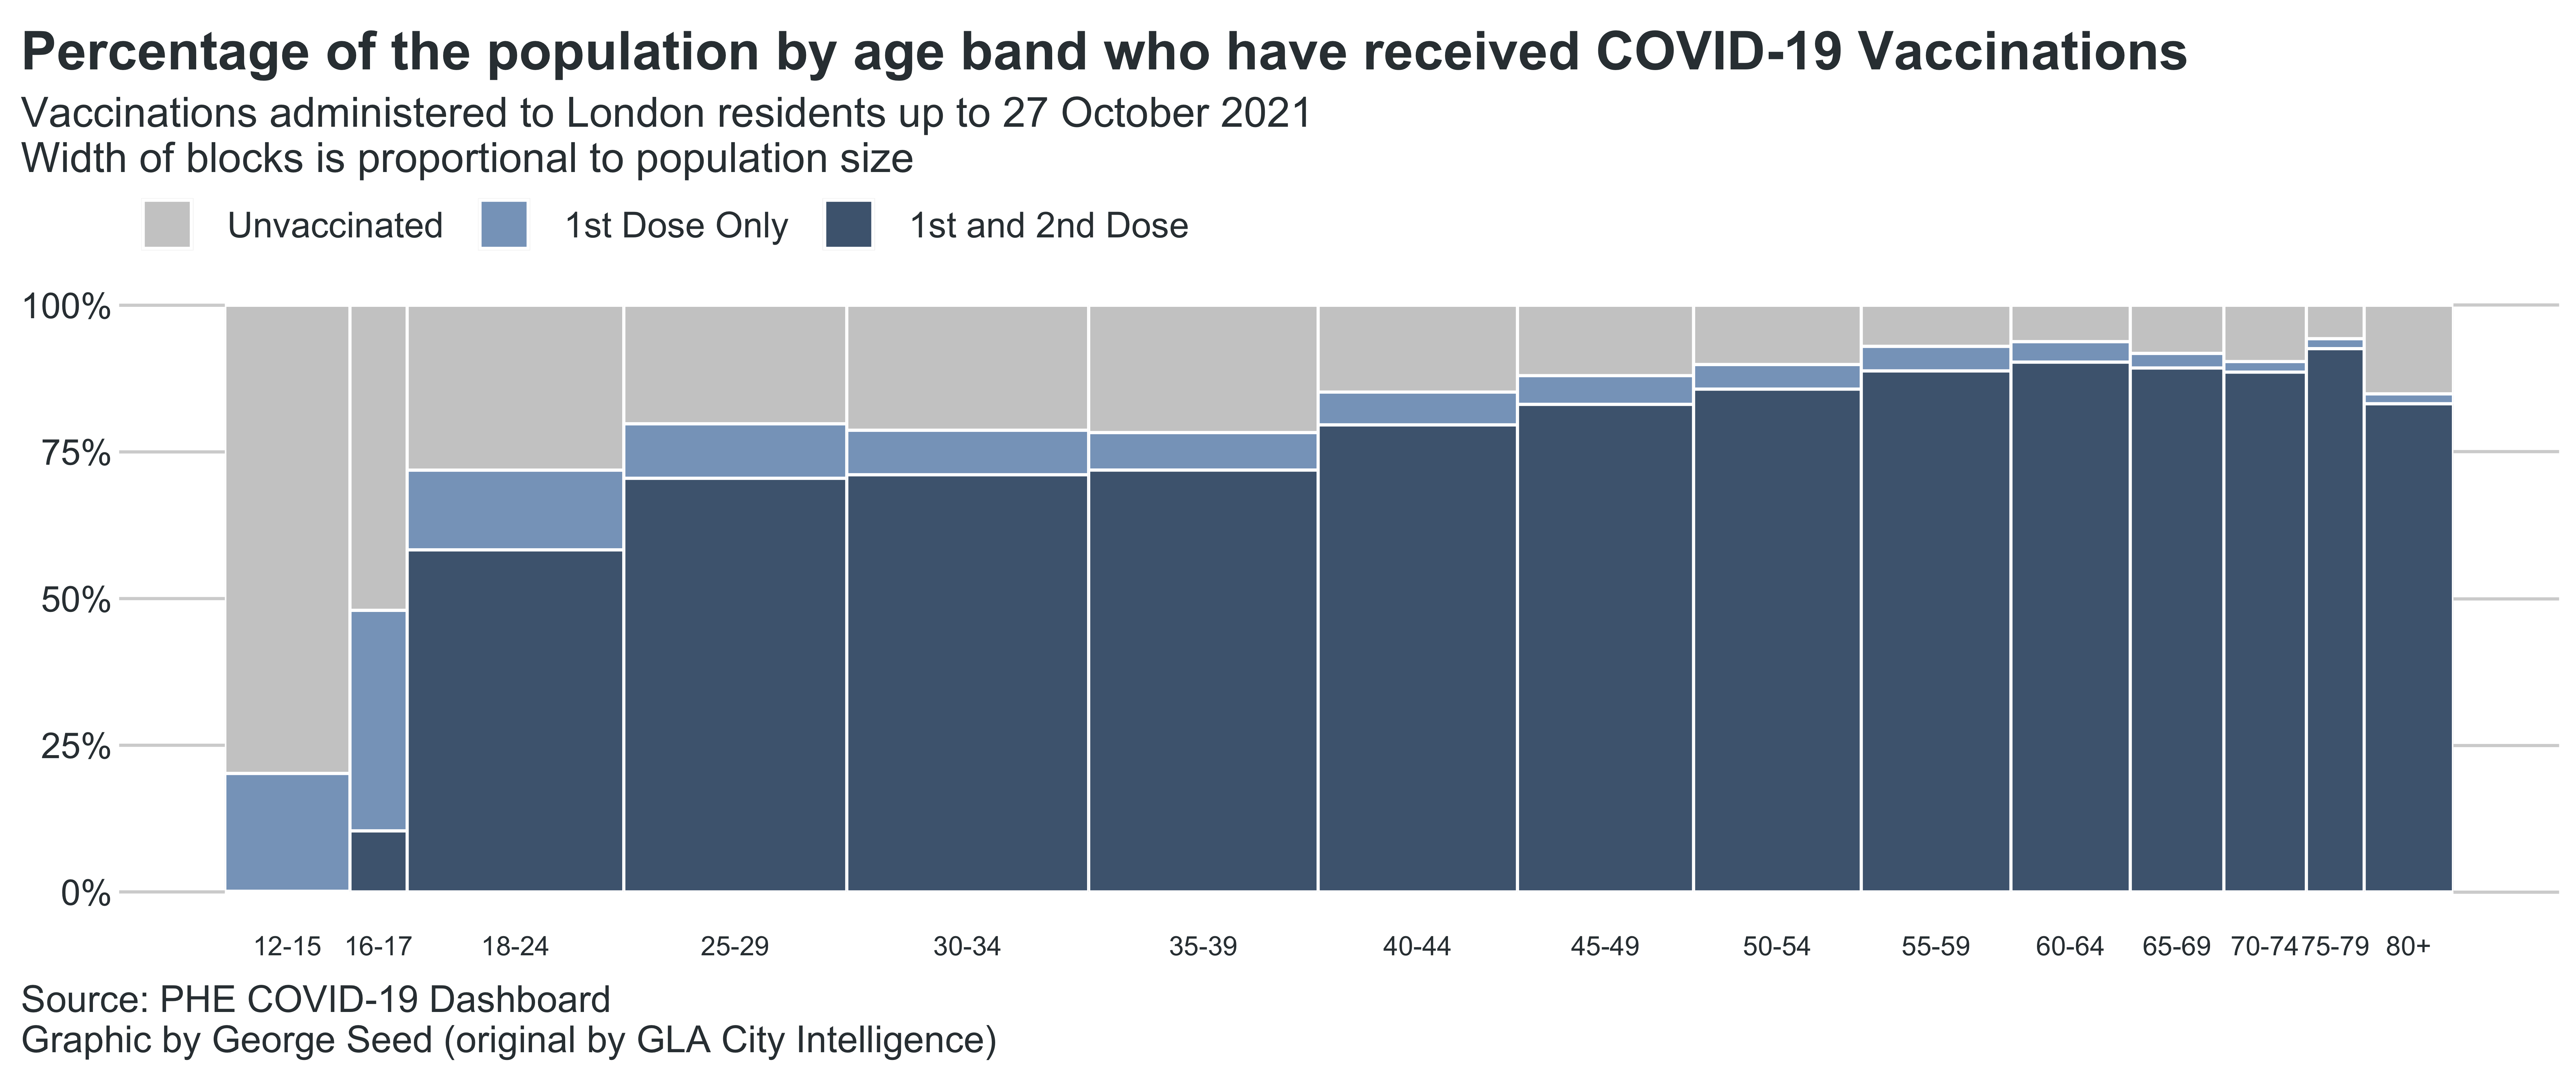 Percentage of the population by age band who have received COVID-19 Vaccinations
Vaccinations administered to London residents up to 27 October 2021
Width of blocks is proportional to population size
Unvaccinated 1st Dose Only 1st and 2nd Dose
100%
75%
50%
25%
0%
12-15 16-17 18-24 25-29 30-34 35-39 40-44 45-49 50-54 55-59 60-64 65-69 70-74 75-79 80+
Source: PHE COVID-19 Dashboard
Graphic by George Seed (original by GLA City Intelligence)